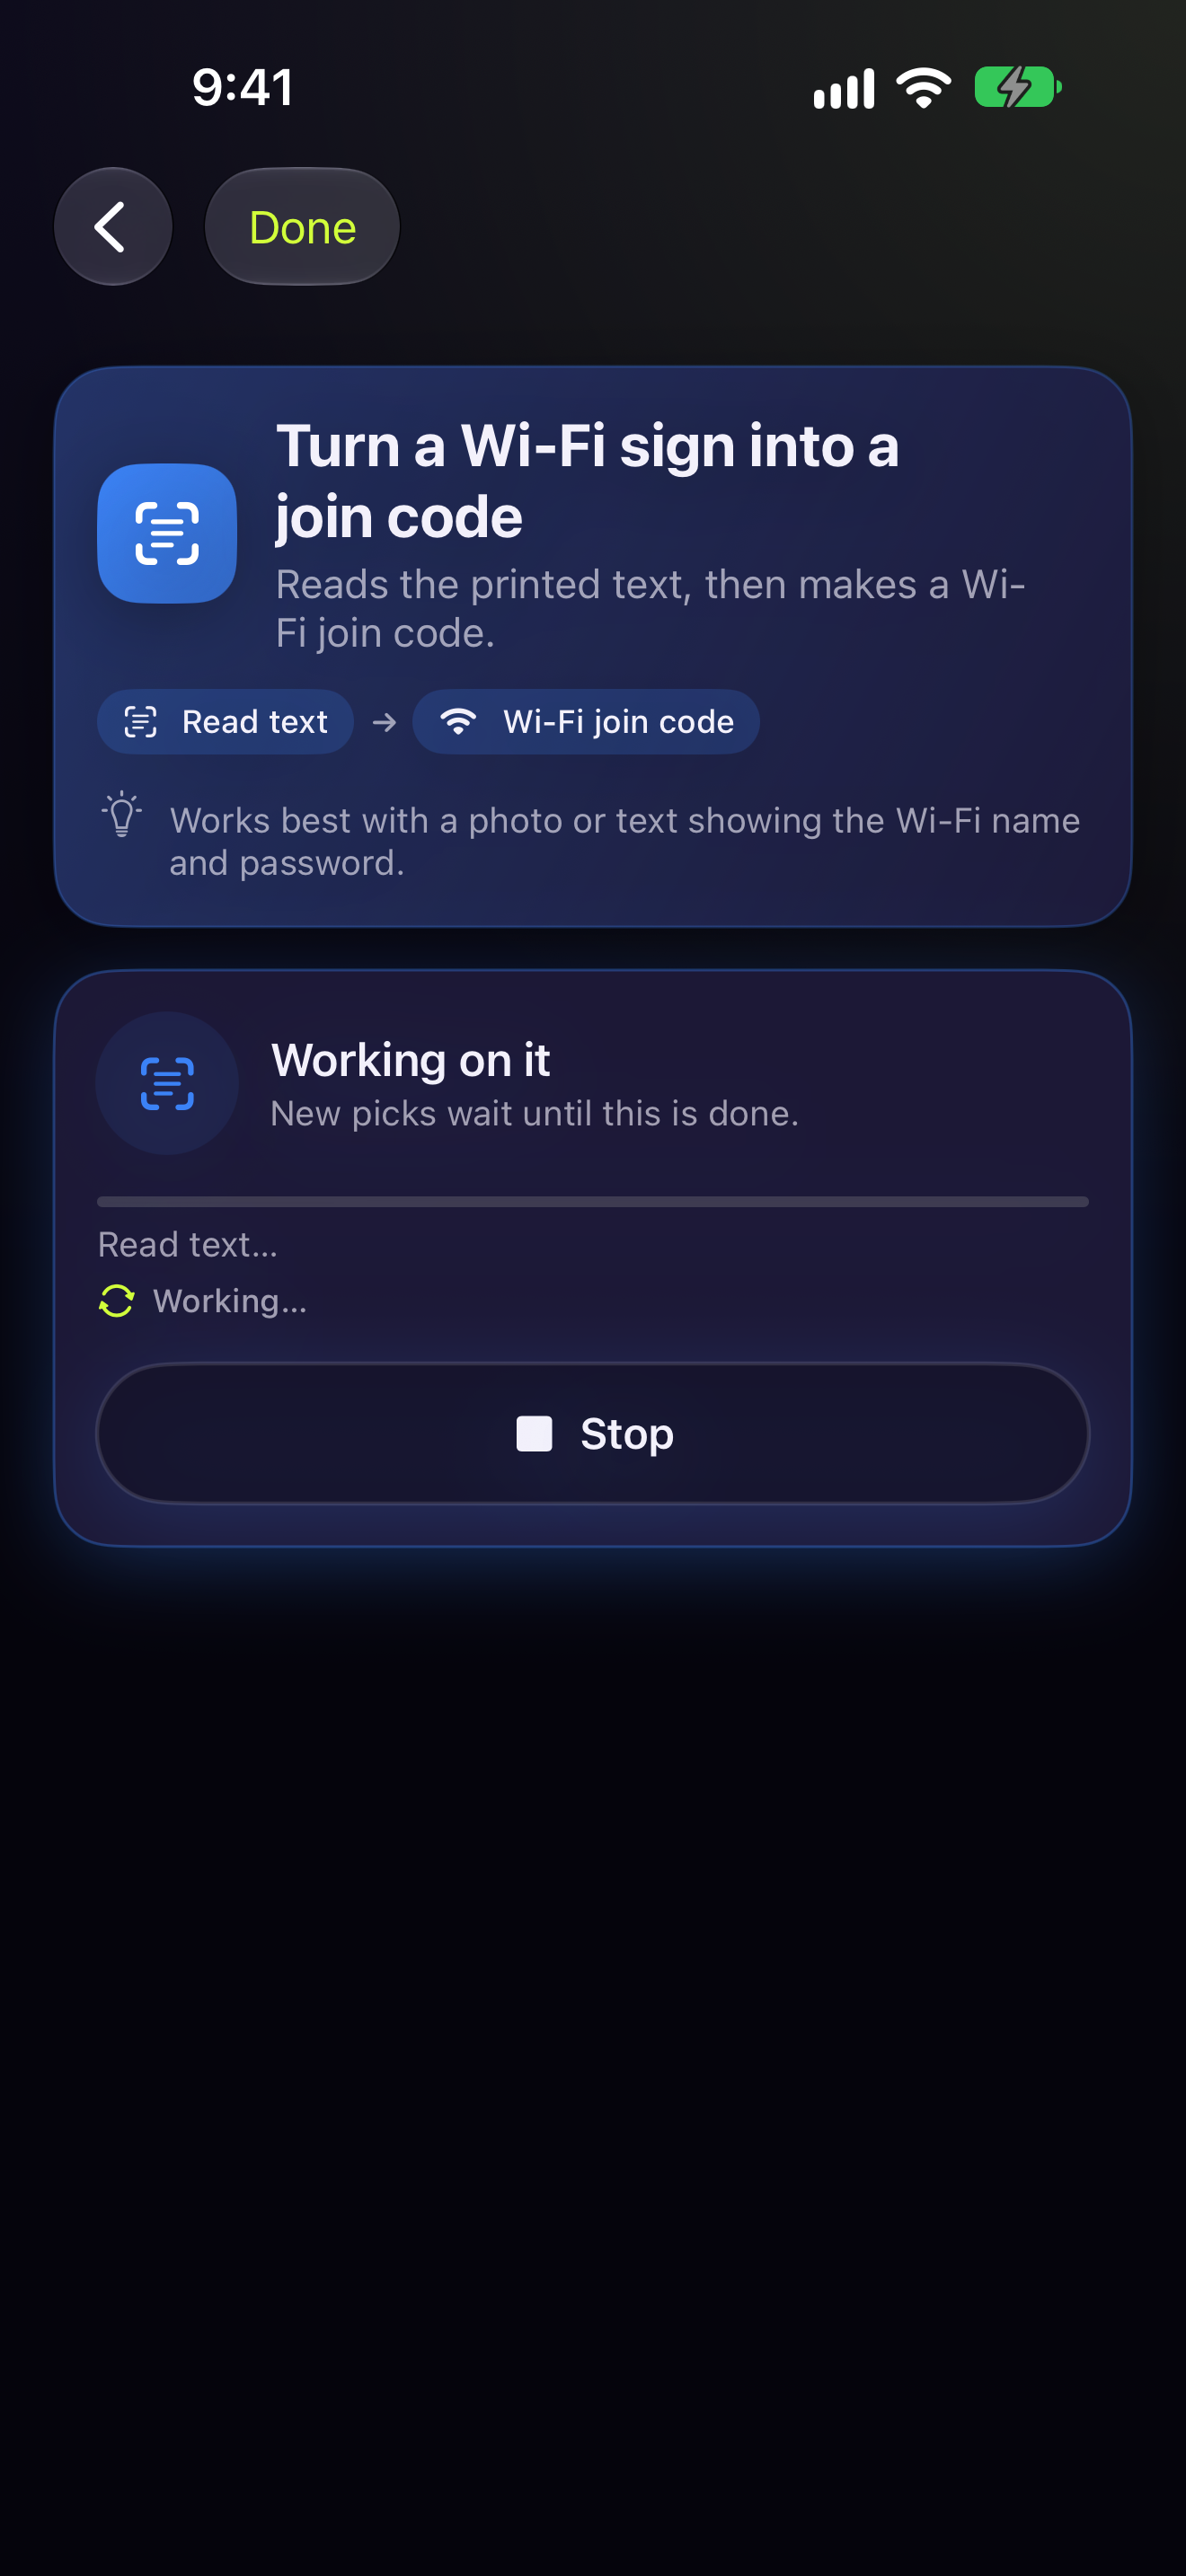 9:41
Done
Turn a Wi-Fi sign into a
join code
Reads the printed text, then makes a Wi-
Fi join code.
Read text → Wi-Fi join code
Works best with a photo or text showing the Wi-Fi name
and password.
Working on it
New picks wait until this is done.
Read text...
Working...
Stop